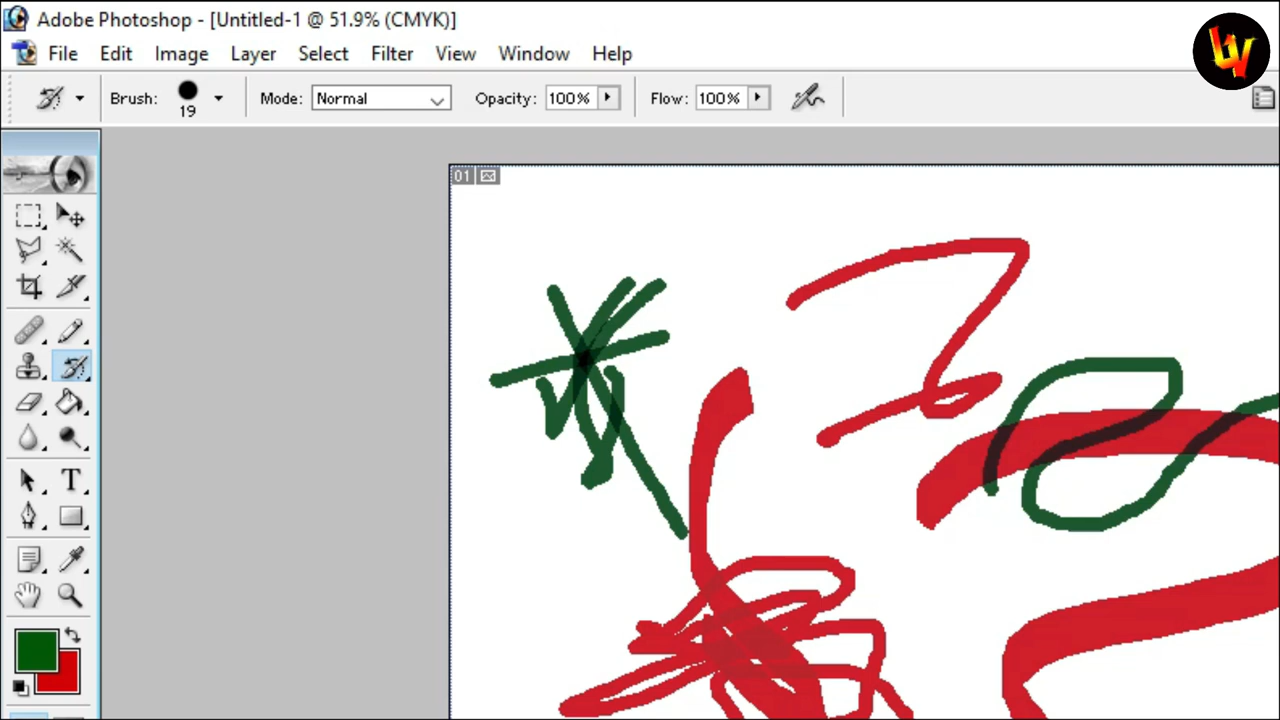 Adobe Photoshop - [Untitled-1 @ 51.9% (CMYK)]
File Edit Image Layer Select Filter View Window Help
Brush: 19 Mode: Normal Opacity: 100% Flow: 100%
01
T